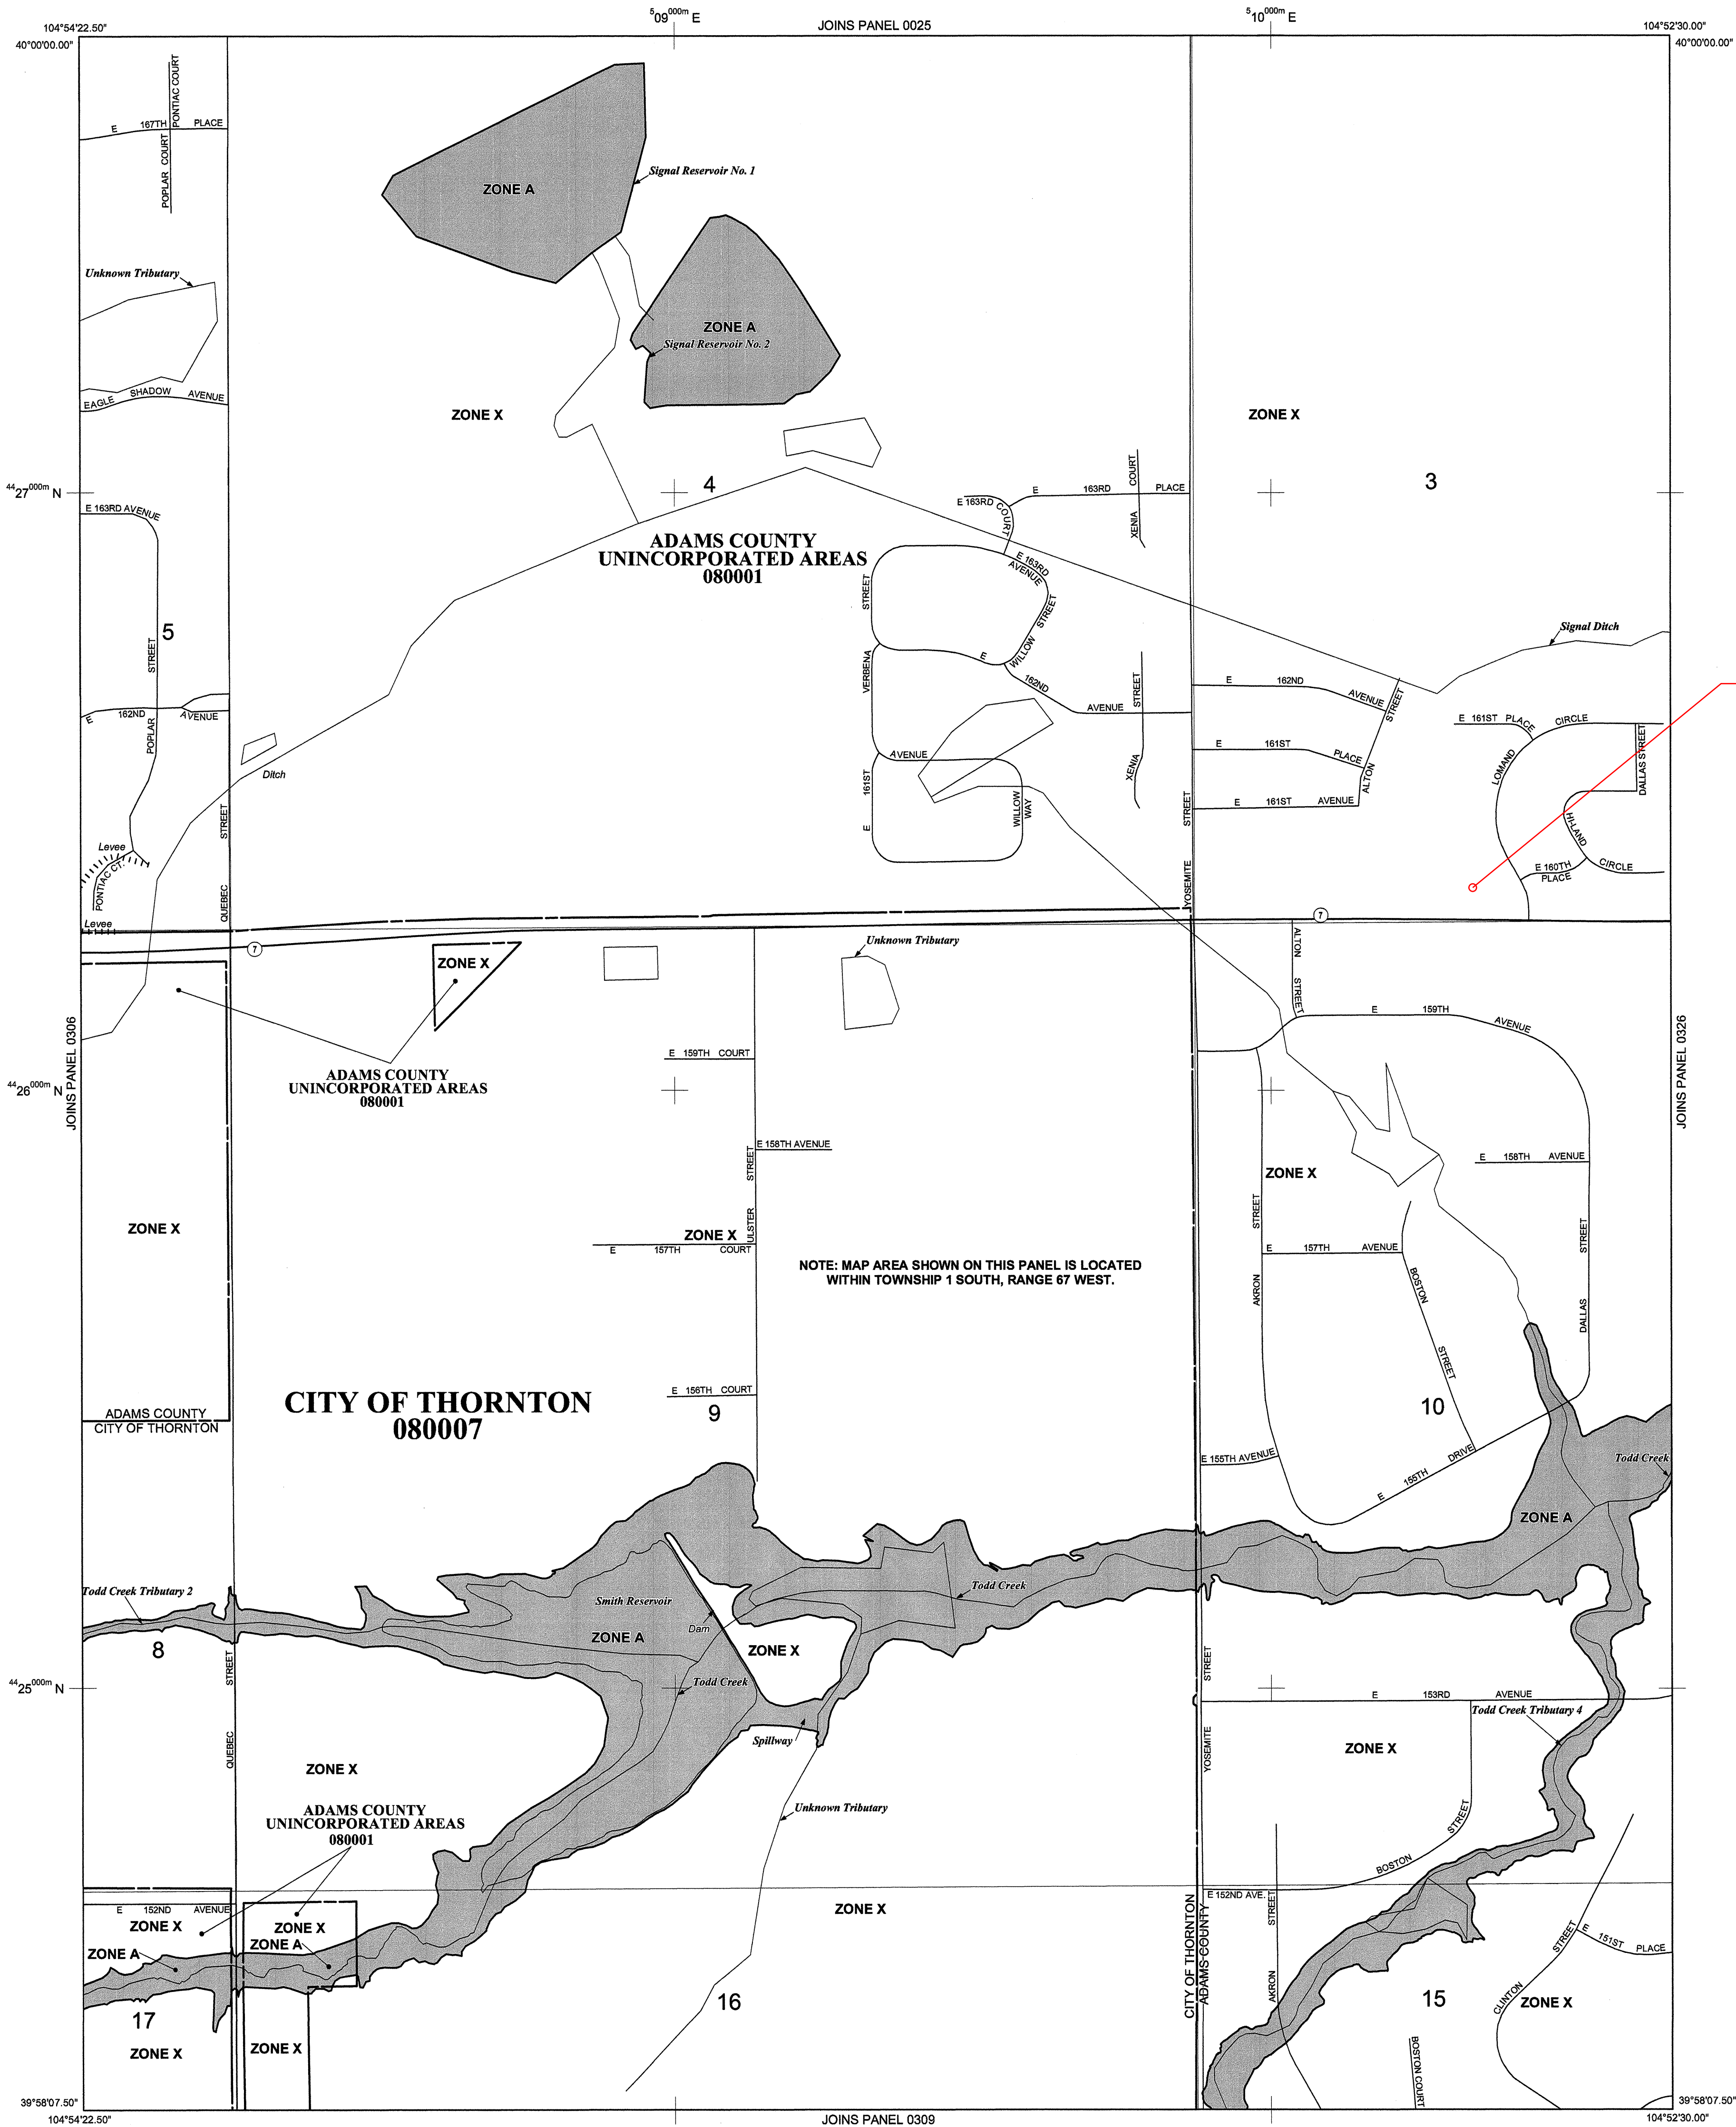 104°54'22.50"
5 09 000m E
JOINS PANEL 0025
5 10 000m E
104°52'30.00"
40°00'00.00"
40°00'00.00"
PONTIAC COURT
E 167TH PLACE
POPLAR COURT
ZONE A
Signal Reservoir No. 1
Unknown Tributary
ZONE A
Signal Reservoir No. 2
EAGLE SHADOW AVENUE
ZONE X
ZONE X
44 27 000m N
4
3
E 163RD AVENUE
E 163RD COURT
E 163RD PLACE
XENIA COURT
ADAMS COUNTY
UNINCORPORATED AREAS
080001
E 163RD
AVENUE
VERBENA STREET
WILLOW STREET
5
POPLAR STREET
Signal Ditch
E 162ND AVENUE
E 162ND AVENUE
XENIA STREET
E 162ND AVENUE
ALTON STREET
E 161ST PLACE
LOMAND CIRCLE
DALLAS STREET
E 161ST PLACE
E 161ST AVENUE
E 161ST AVENUE
WILLOW
WAY
HI-LAND CIRCLE
E 160TH
PLACE
Ditch
Levee
PONTIAC CT.
Levee
QUEBEC STREET
YOSEMITE STREET
7
7
ZONE X
Unknown Tributary
ALTON STREET
E 159TH AVENUE
JOINS PANEL 0306
JOINS PANEL 0326
E 159TH COURT
ADAMS COUNTY
UNINCORPORATED AREAS
080001
44 26 000m N
E 158TH AVENUE
E 158TH AVENUE
ZONE X
ZONE X
ZONE X
ULSTER STREET
E 157TH COURT
E 157TH AVENUE
NOTE: MAP AREA SHOWN ON THIS PANEL IS LOCATED
WITHIN TOWNSHIP 1 SOUTH, RANGE 67 WEST.
AKRON STREET
BOSTON STREET
DALLAS STREET
E 156TH COURT
CITY OF THORNTON
080007
9
10
ADAMS COUNTY
CITY OF THORNTON
E 155TH AVENUE
E 155TH DRIVE
Todd Creek
ZONE A
Todd Creek Tributary 2
Smith Reservoir
Todd Creek
Dam
ZONE A
ZONE X
8
Todd Creek
44 25 000m N
QUEBEC STREET
YOSEMITE STREET
E 153RD AVENUE
Todd Creek Tributary 4
Spillway
ZONE X
ZONE X
Unknown Tributary
ADAMS COUNTY
UNINCORPORATED AREAS
080001
BOSTON STREET
E 152ND AVENUE
E 152ND AVE.
ZONE X
ZONE X
ZONE X
ZONE A
ZONE A
CITY OF THORNTON
ADAMS COUNTY
AKRON STREET
CLINTON STREET
E 151ST PLACE
17
16
15
ZONE X
ZONE X
ZONE X
BOSTON COURT
39°58'07.50"
39°58'07.50"
104°54'22.50"
JOINS PANEL 0309
104°52'30.00"